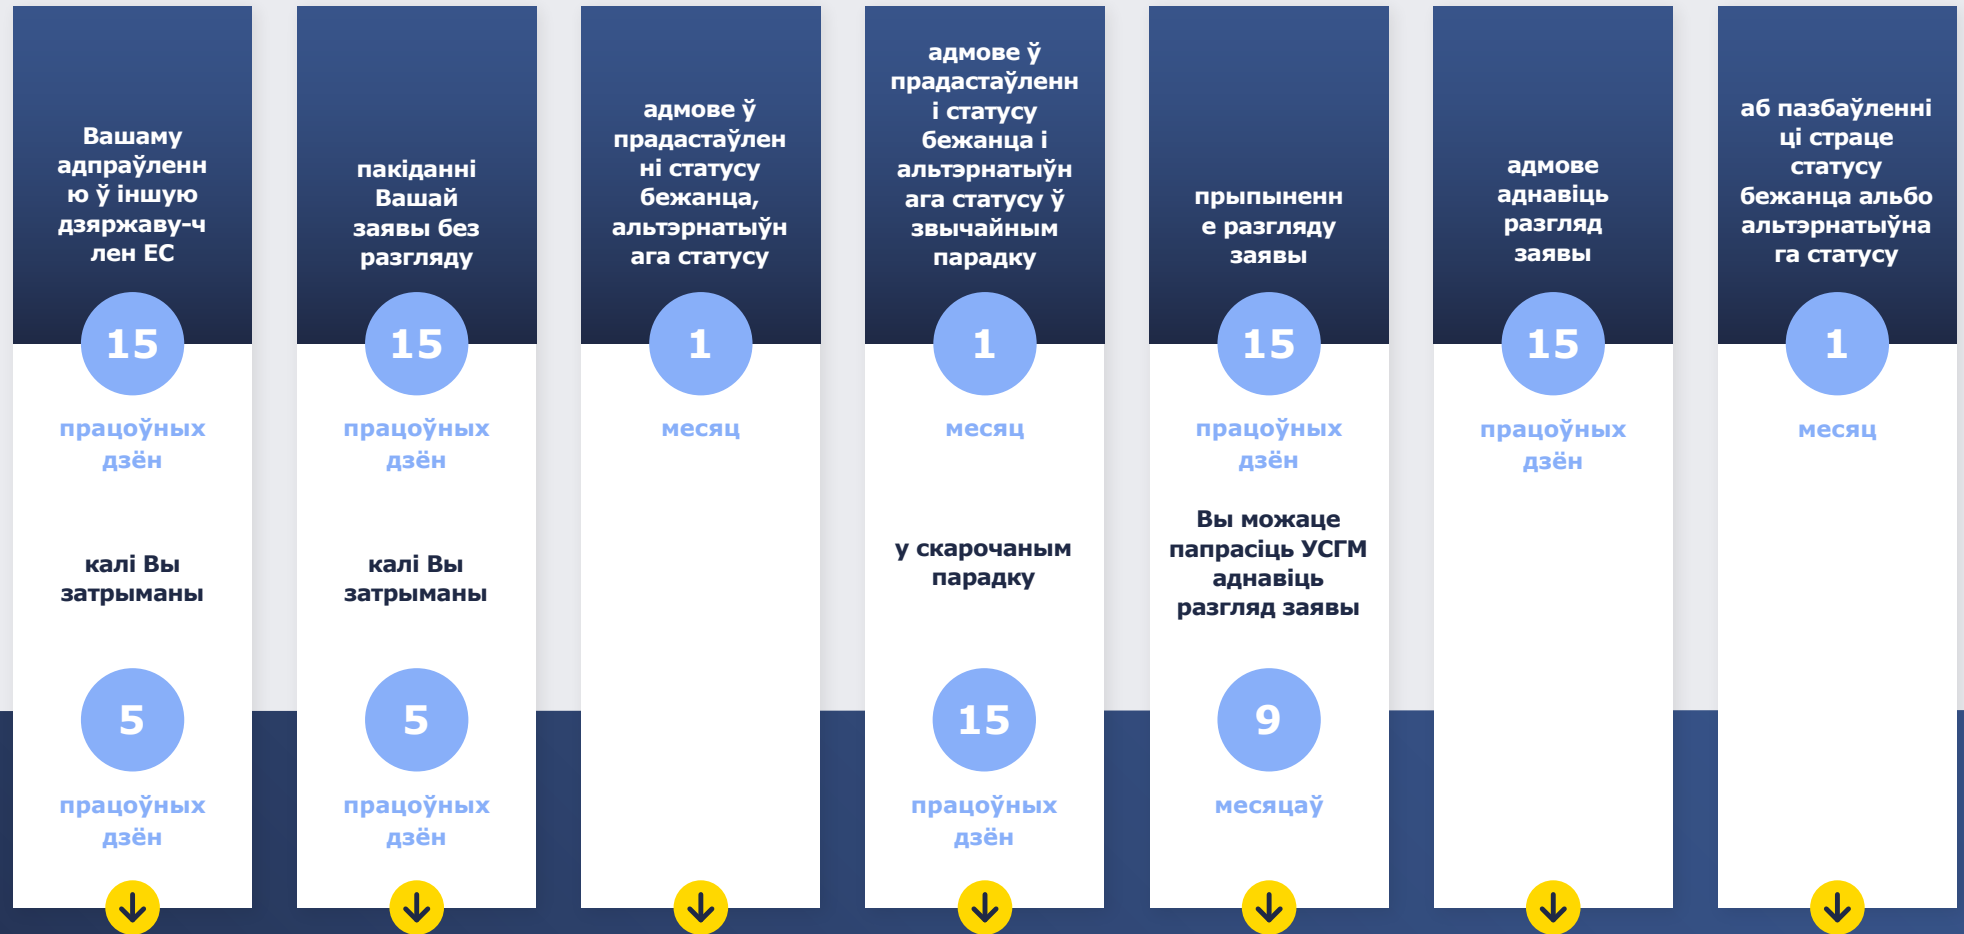 Вашаму
адпраўленн
ю ў іншую
дзяржаву-ч
лен ЕС
15
працоўных
дзён
калі Вы
затрыманы
5
працоўных
дзён
пакіданні
Вашай
заявы без
разгляду
15
працоўных
дзён
калі Вы
затрыманы
5
працоўных
дзён
адмове ў
прадастаўлен
ні статусу
бежанца,
альтэрнатыўн
ага статусу
1
месяц
адмове ў
прадастаўленн
і статусу
бежанца і
альтэрнатыўн
ага статусу ў
звычайным
парадку
1
месяц
у скарочаным
парадку
15
працоўных
дзён
прыпыненн
е разгляду
заявы
15
працоўных
дзён
Вы можаце
папрасіць УСГМ
аднавіць
разгляд заявы
9
месяцаў
адмове
аднавіць
разгляд
заявы
15
працоўных
дзён
аб пазбаўленні
ці страце
статусу
бежанца альбо
альтэрнатыўна
га статусу
1
месяц